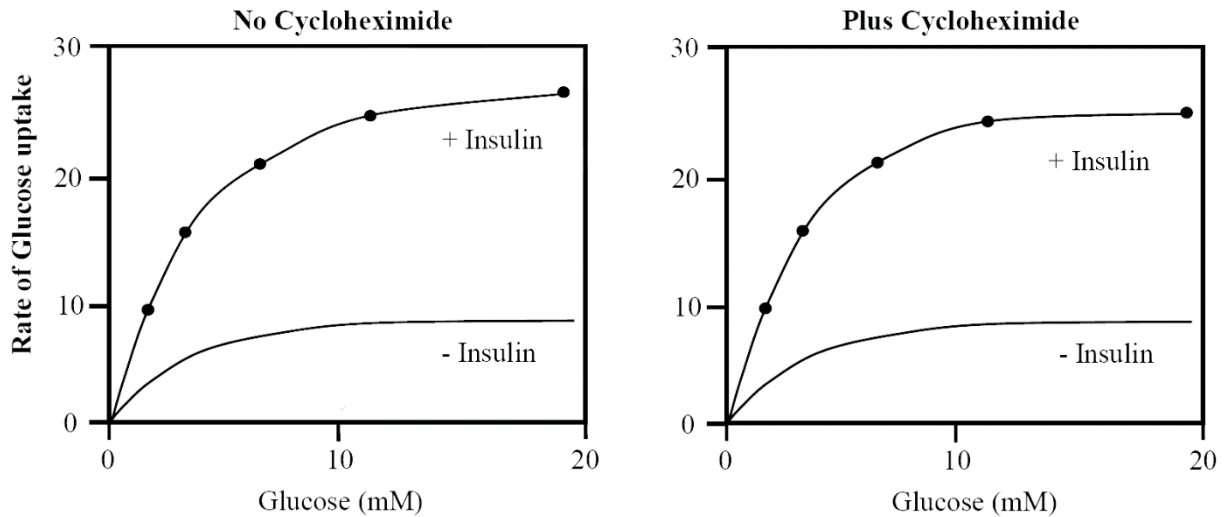 No Cycloheximide
Rate of Glucose uptake
30
20
10
0
+ Insulin
- Insulin
0
10
20
Glucose (mM)
Plus Cycloheximide
30
20
10
0
+ Insulin
- Insulin
0
10
20
Glucose (mM)